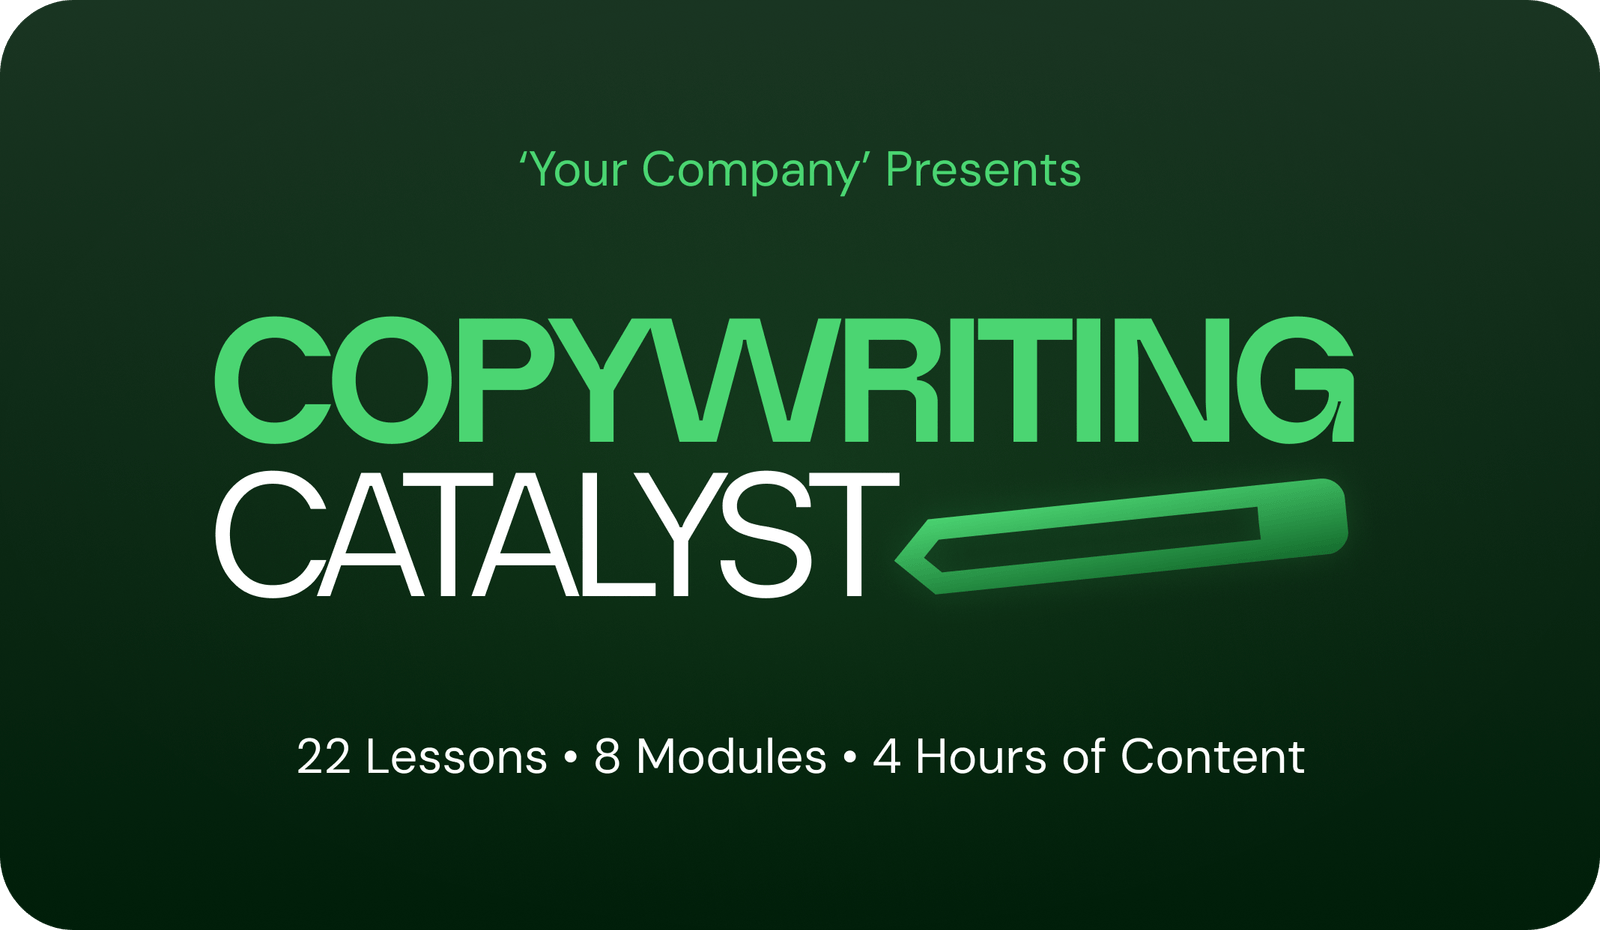 ‘Your Company’ Presents
COPYWRITING
CATALYST
22 Lessons • 8 Modules • 4 Hours of Content